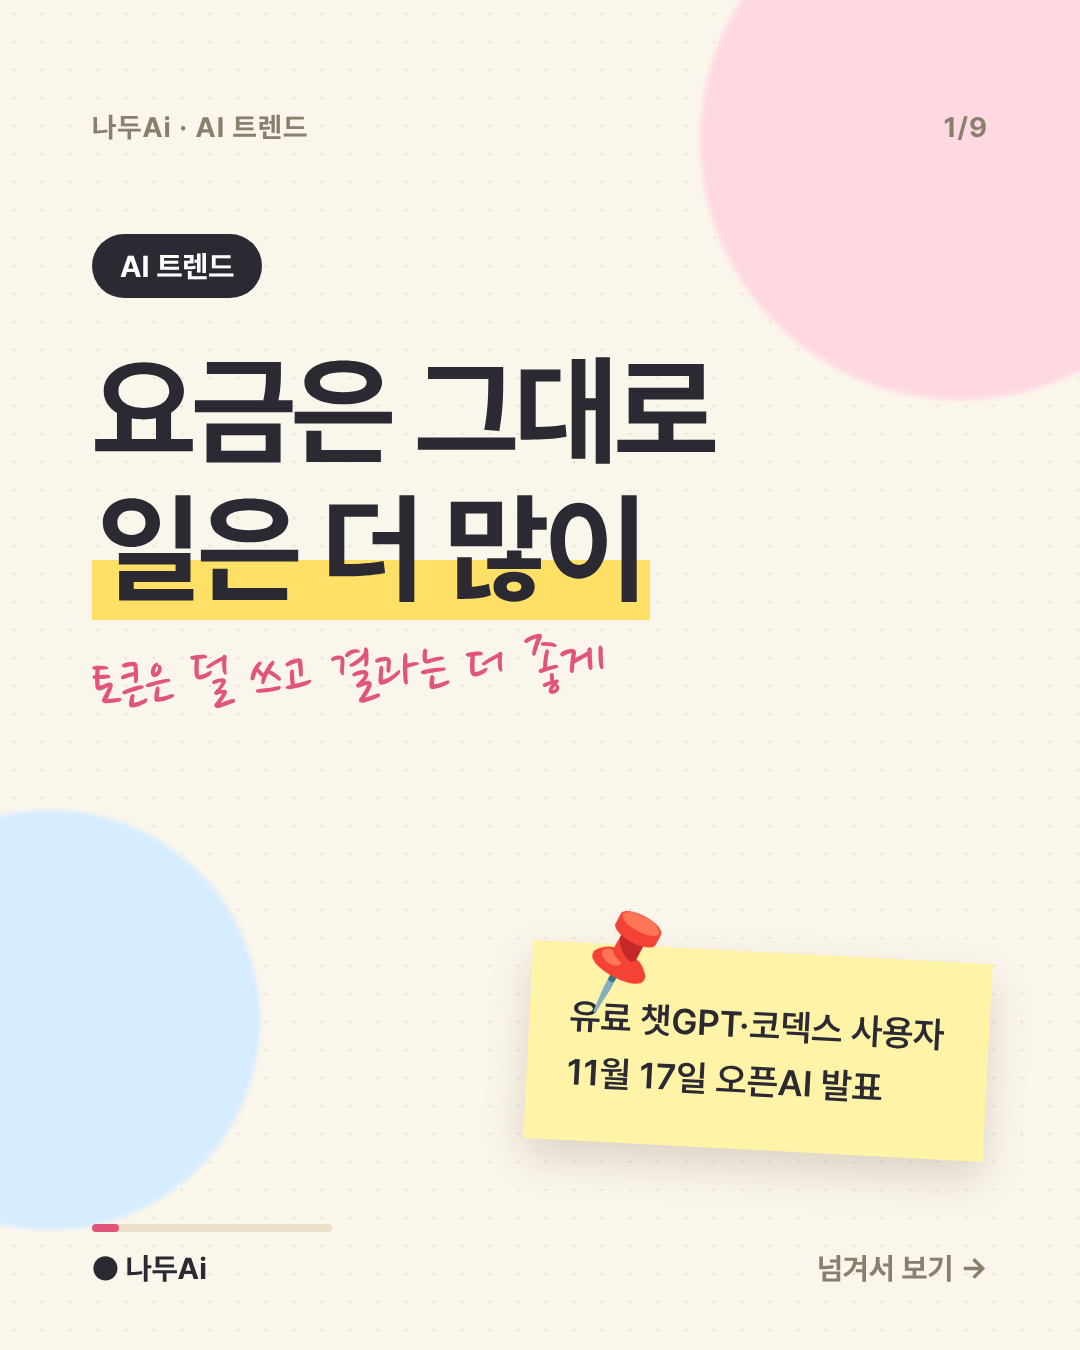 나두Ai · AI 트렌드
1/9
AI 트렌드
요금은 그대로
일은 더 많이
토큰은 덜 쓰고 결과는 더 좋게
유료 챗GPT·코덱스 사용자
11월 17일 오픈AI 발표
나두Ai
넘겨서 보기 →